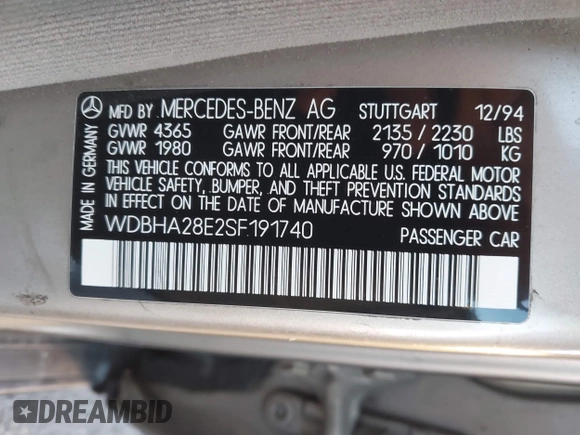 MFD BY MERCEDES-BENZ AG STUTTGART 12/94
GVWR 4365 GAWR FRONT/REAR 2135/2230 LBS
GVWR 1980 GAWR FRONT/REAR 970/1010 KG
THIS VEHICLE CONFORMS TO ALL APPLICABLE U.S. FEDERAL MOTOR
VEHICLE SAFETY, BUMPER, AND THEFT PREVENTION STANDARDS
IN EFFECT ON THE DATE OF MANUFACTURE SHOWN ABOVE
WDBHA28E2SF191740 PASSENGER CAR
MADE IN GERMANY
DREAMBID